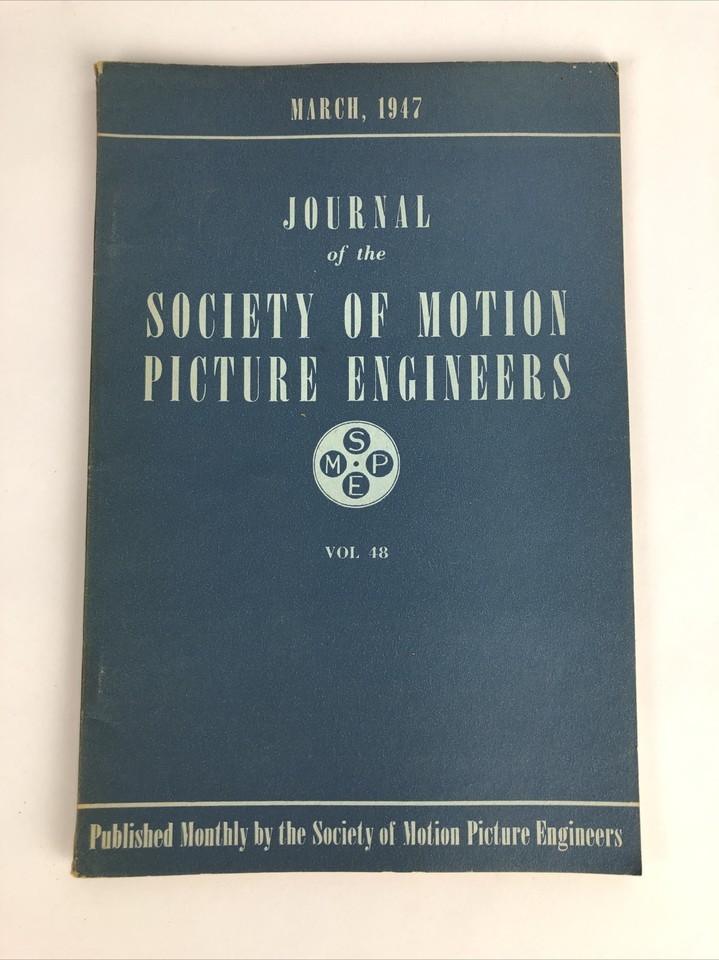 MARCH, 1947
JOURNAL
of the
SOCIETY OF MOTION
PICTURE ENGINEERS
S
M P
E
VOL 48
Published Monthly by the Society of Motion Picture Engineers